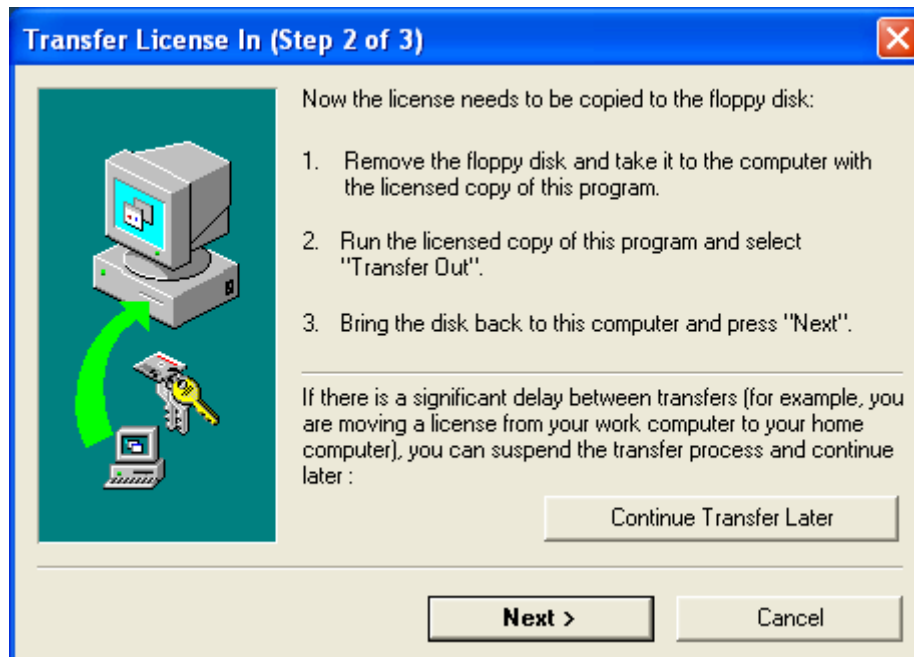 Transfer License In (Step 2 of 3)
Now the license needs to be copied to the floppy disk:
1. Remove the floppy disk and take it to the computer with
the licensed copy of this program.
2. Run the licensed copy of this program and select
"Transfer Out".
3. Bring the disk back to this computer and press "Next".
If there is a significant delay between transfers (for example, you
are moving a license from your work computer to your home
computer), you can suspend the transfer process and continue
later :
Continue Transfer Later
Next >
Cancel